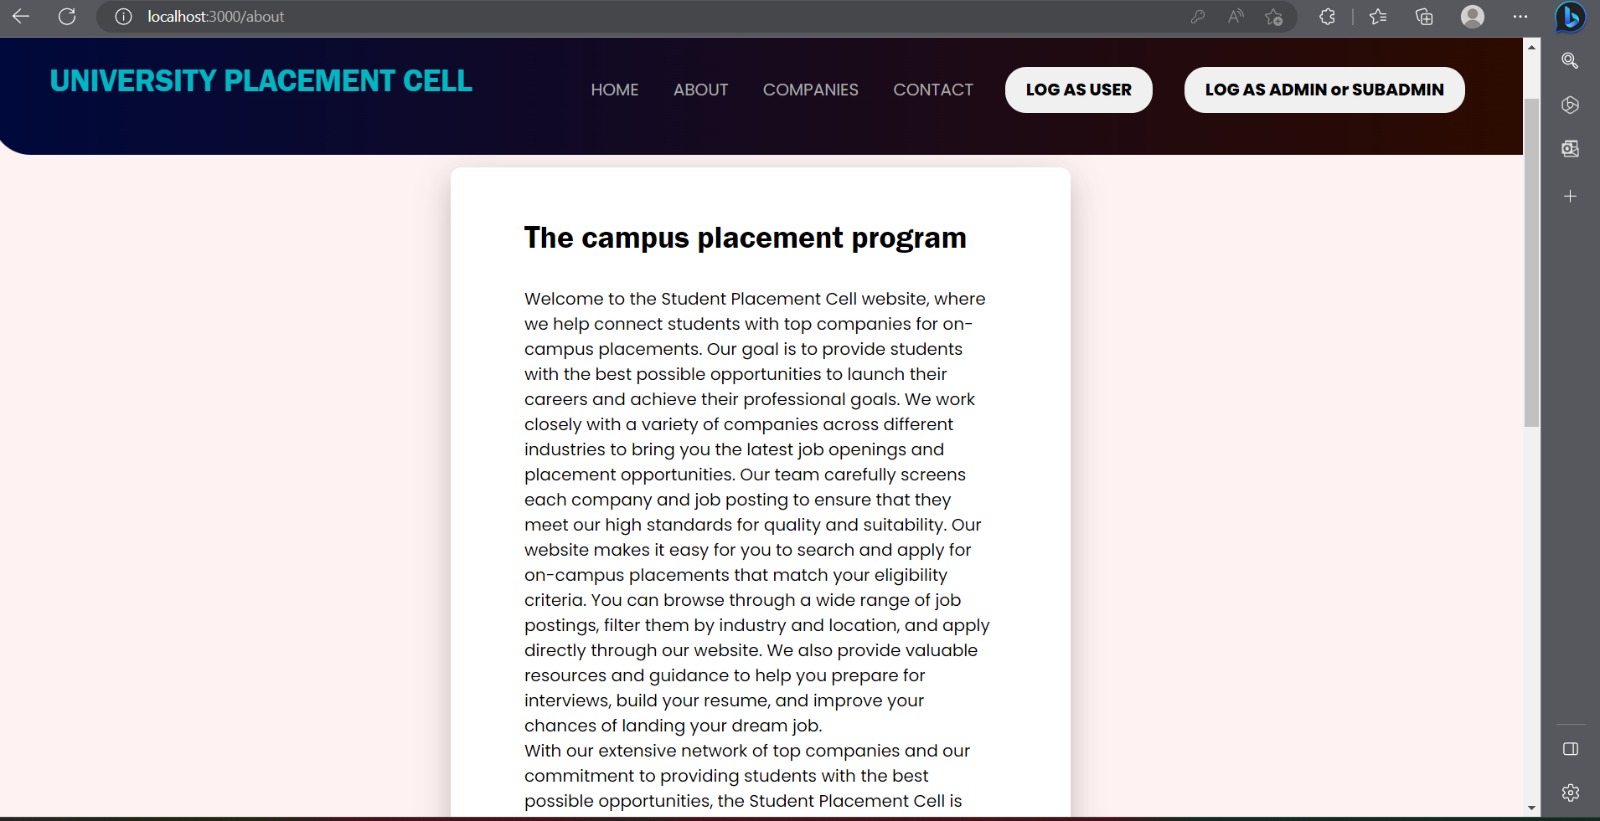 localhost:3000/about
UNIVERSITY PLACEMENT CELL
HOME ABOUT COMPANIES CONTACT LOG AS USER LOG AS ADMIN or SUBADMIN
The campus placement program
Welcome to the Student Placement Cell website, where
we help connect students with top companies for on-
campus placements. Our goal is to provide students
with the best possible opportunities to launch their
careers and achieve their professional goals. We work
closely with a variety of companies across different
industries to bring you the latest job openings and
placement opportunities. Our team carefully screens
each company and job posting to ensure that they
meet our high standards for quality and suitability. Our
website makes it easy for you to search and apply for
on-campus placements that match your eligibility
criteria. You can browse through a wide range of job
postings, filter them by industry and location, and apply
directly through our website. We also provide valuable
resources and guidance to help you prepare for
interviews, build your resume, and improve your
chances of landing your dream job.
With our extensive network of top companies and our
commitment to providing students with the best
possible opportunities, the Student Placement Cell is